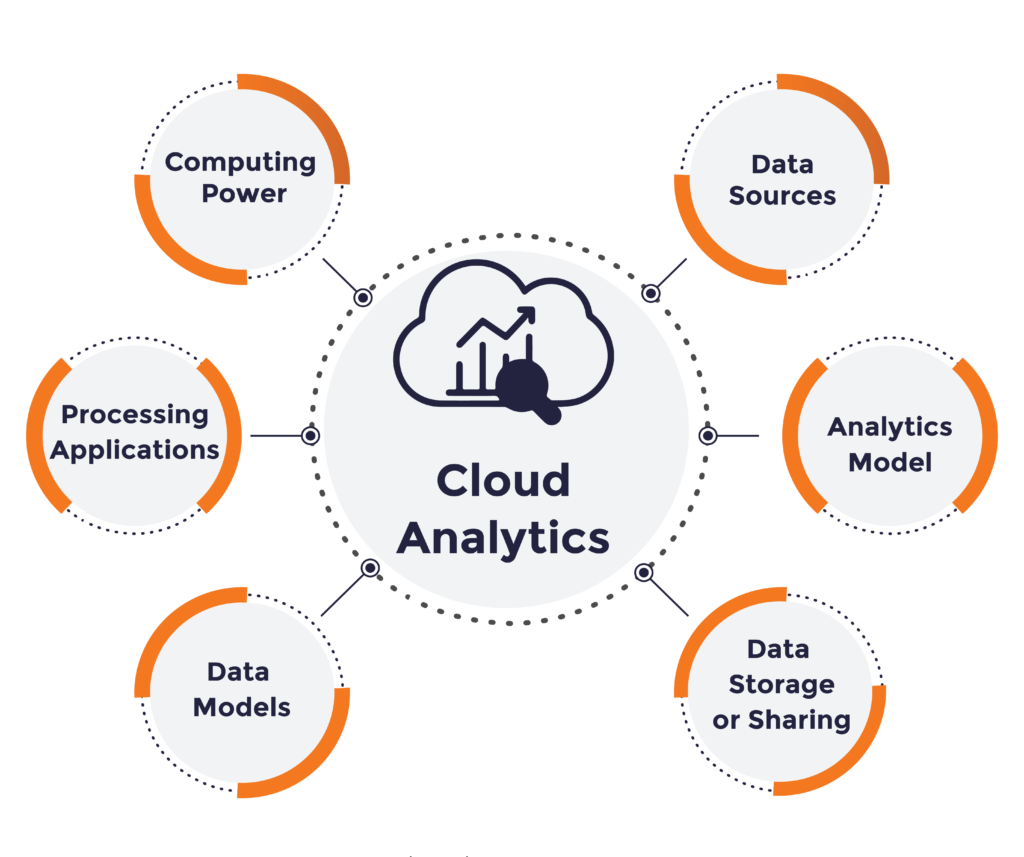 Computing
Power
Data
Sources
Processing
Applications
Cloud
Analytics
Analytics
Model
Data
Models
Data
Storage
or Sharing